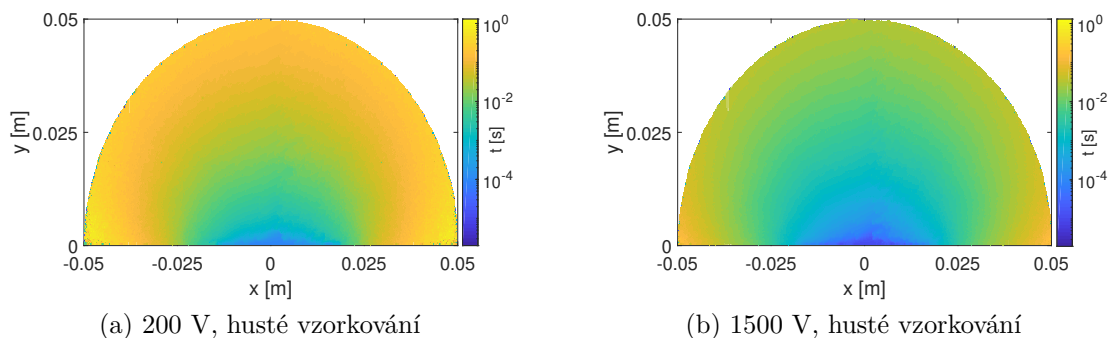 0.05
0.025
0
y [m]
-0.05 -0.025 0 0.025 0.05
x [m]
10^0
10^-2
10^-4
t [s]
(a) 200 V, husté vzorkování
0.05
0.025
0
y [m]
-0.05 -0.025 0 0.025 0.05
x [m]
10^0
10^-2
10^-4
t [s]
(b) 1500 V, husté vzorkování